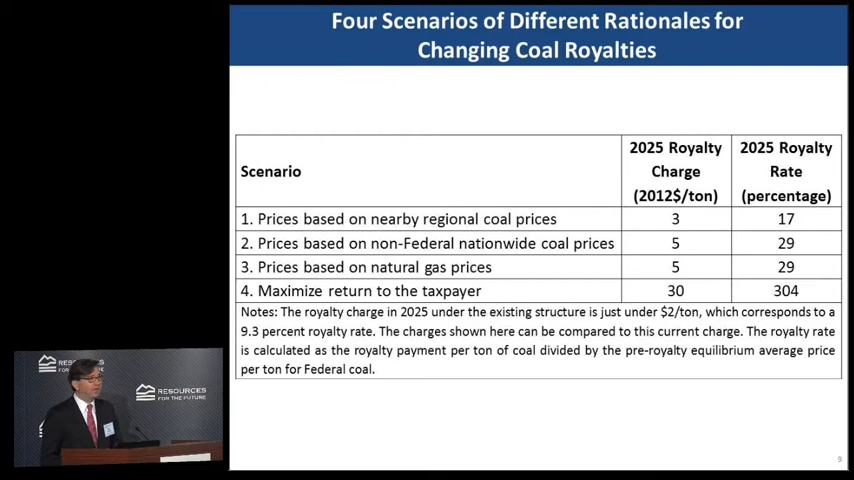 Four Scenarios of Different Rationales for
Changing Coal Royalties
Scenario
2025 Royalty
Charge
(2012$/ton)
2025 Royalty
Rate
(percentage)
1. Prices based on nearby regional coal prices 3 17
2. Prices based on non-Federal nationwide coal prices 5 29
3. Prices based on natural gas prices 5 29
4. Maximize return to the taxpayer 30 304
Notes: The royalty charge in 2025 under the existing structure is just under $2/ton, which corresponds to a
9.3 percent royalty rate. The charges shown here can be compared to this current charge. The royalty rate
is calculated as the royalty payment per ton of coal divided by the pre-royalty equilibrium average price
per ton for Federal coal.
9
RESOURCES
FOR THE FUTURE
RESOURCES
FOR THE FUTURE